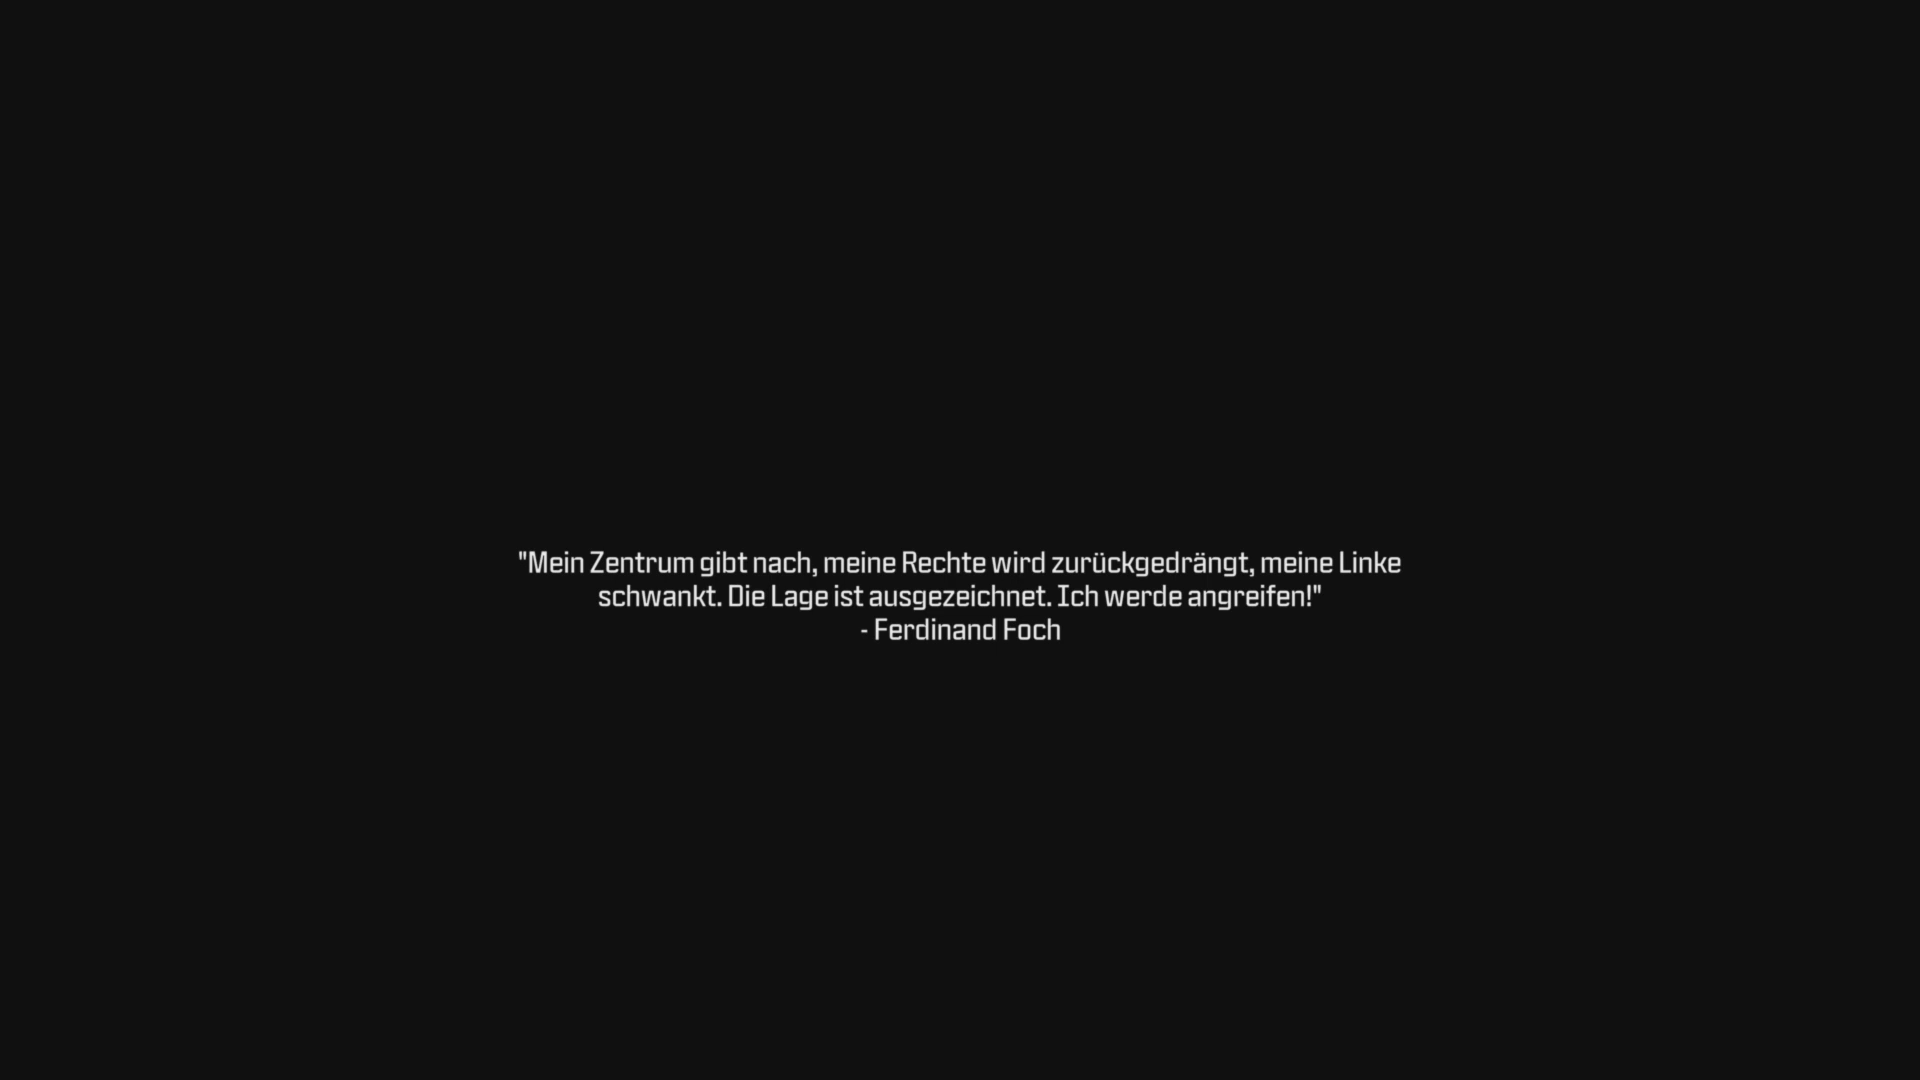 "Mein Zentrum gibt nach, meine Rechte wird zurückgedrängt, meine Linke
schwankt. Die Lage ist ausgezeichnet. Ich werde angreifen!"
- Ferdinand Foch